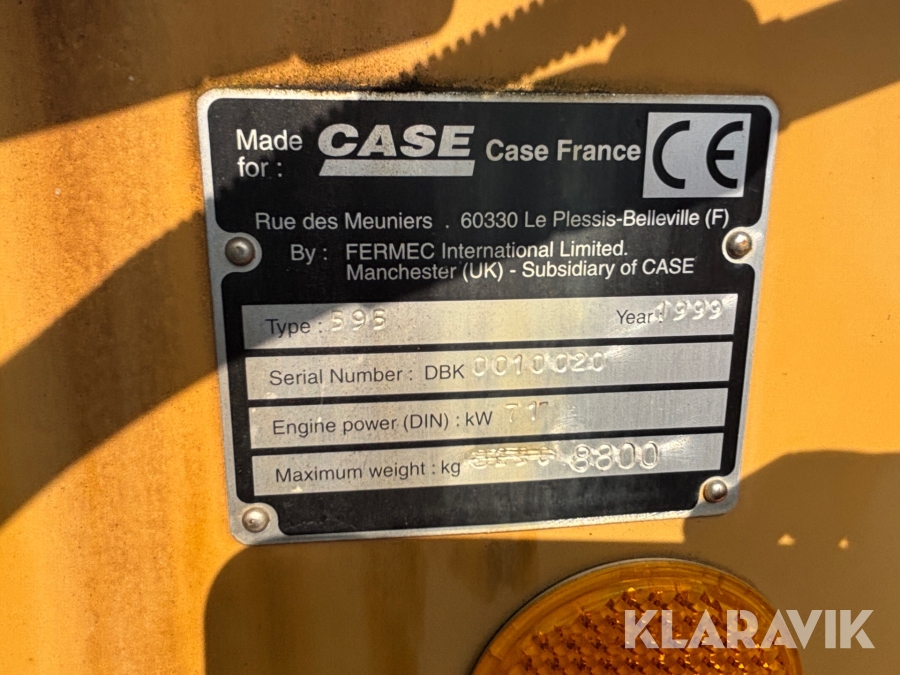 Made for :
CASE Case France CE
Rue des Meuniers . 60330 Le Plessis-Belleville (F)
By : FERMEC International Limited.
Manchester (UK) - Subsidiary of CASE
Type : 595 Year : 1999
Serial Number : DBK 0010020
Engine power (DIN) : kW 71
Maximum weight : kg 8800
KLARAVIK